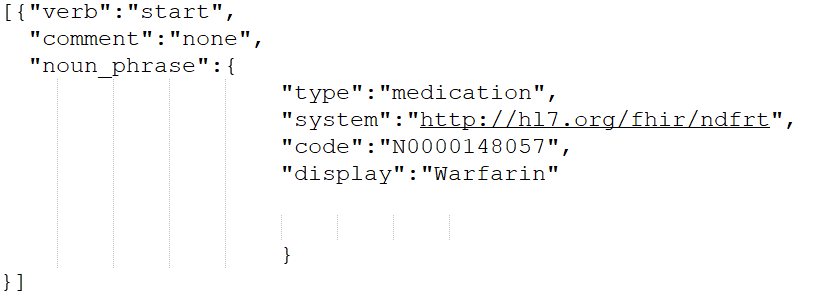 [{"verb":"start",
"comment":"none",
"noun_phrase":{
"type":"medication",
"system":"http://hl7.org/fhir/ndfrt",
"code":"N0000148057",
"display":"Warfarin"
}
}]